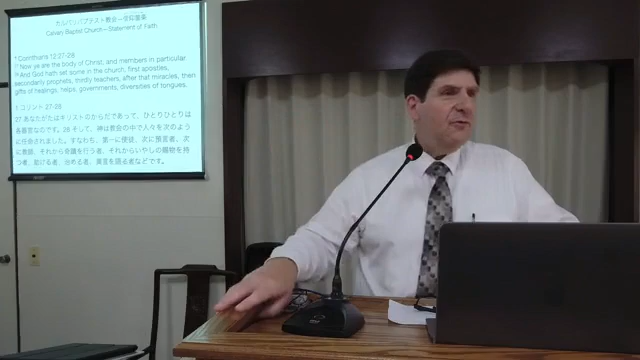 カルバリバプテスト教会ー信仰箇条
Calvary Baptist Church—Statement of Faith
1 Corinthians 12:27-28
27 Now ye are the body of Christ, and members in particular.
28 And God hath set some in the church, first apostles,
secondarily prophets, thirdly teachers, after that miracles, then
gifts of healings, helps, governments, diversities of tongues.
1 コリント 27-28
27 あなたがたはキリストのからだであって、ひとりひとりは
各器官なのです。28 そして、神は教会の中で人々を次のよう
に任命されました。すなわち、第一に使徒、次に預言者、次
に教師、それから奇蹟を行う者、それからいやしの賜物を持
つ者、助ける者、治める者、異言を語る者などです。